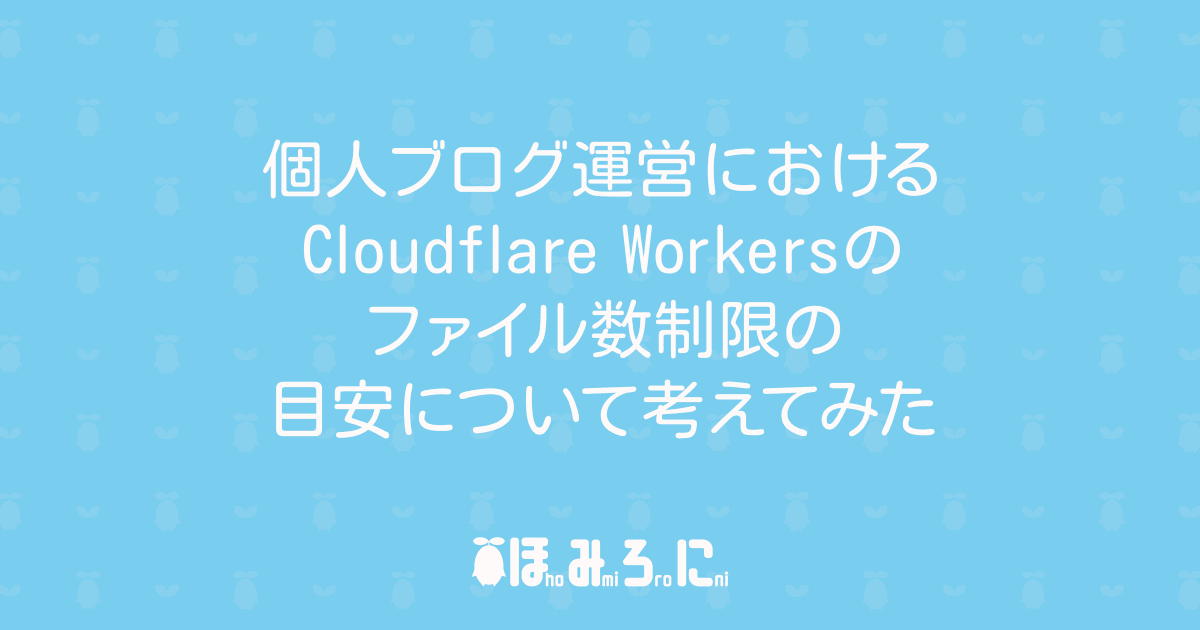 個人ブログ運営における
Cloudflare Workersの
ファイル数制限の
目安について考えてみた
ほhoみmiろroにni